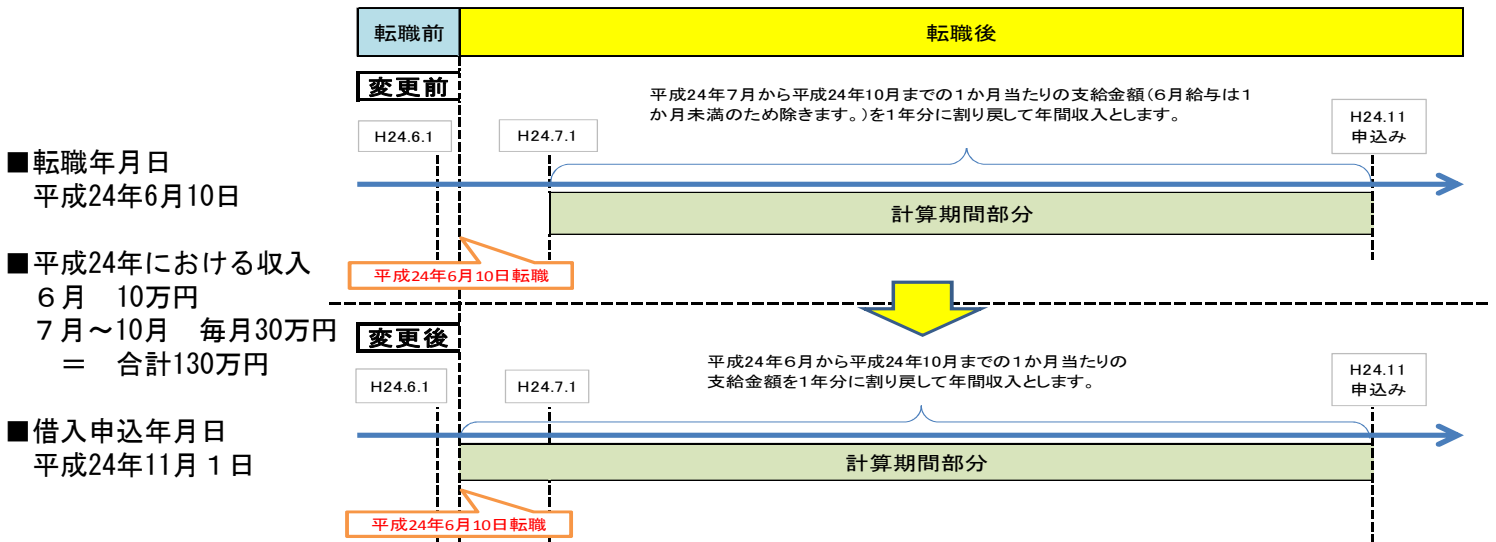 転職前
転職後
■転職年月日
平成24年6月10日
■平成24年における収入
６月　10万円
７月～10月　毎月30万円
＝　合計130万円
■借入申込年月日
平成24年11月１日
変更前
平成24年７月から平成24年10月までの１か月当たりの支給金額（６月給与は１
か月未満のため除きます。）を１年分に割り戻して年間収入とします。
H24.6.1
H24.7.1
H24.11
申込み
計算期間部分
平成24年6月10日転職
変更後
平成24年６月から平成24年10月までの１か月当たりの
支給金額を１年分に割り戻して年間収入とします。
H24.6.1
H24.7.1
H24.11
申込み
計算期間部分
平成24年6月10日転職